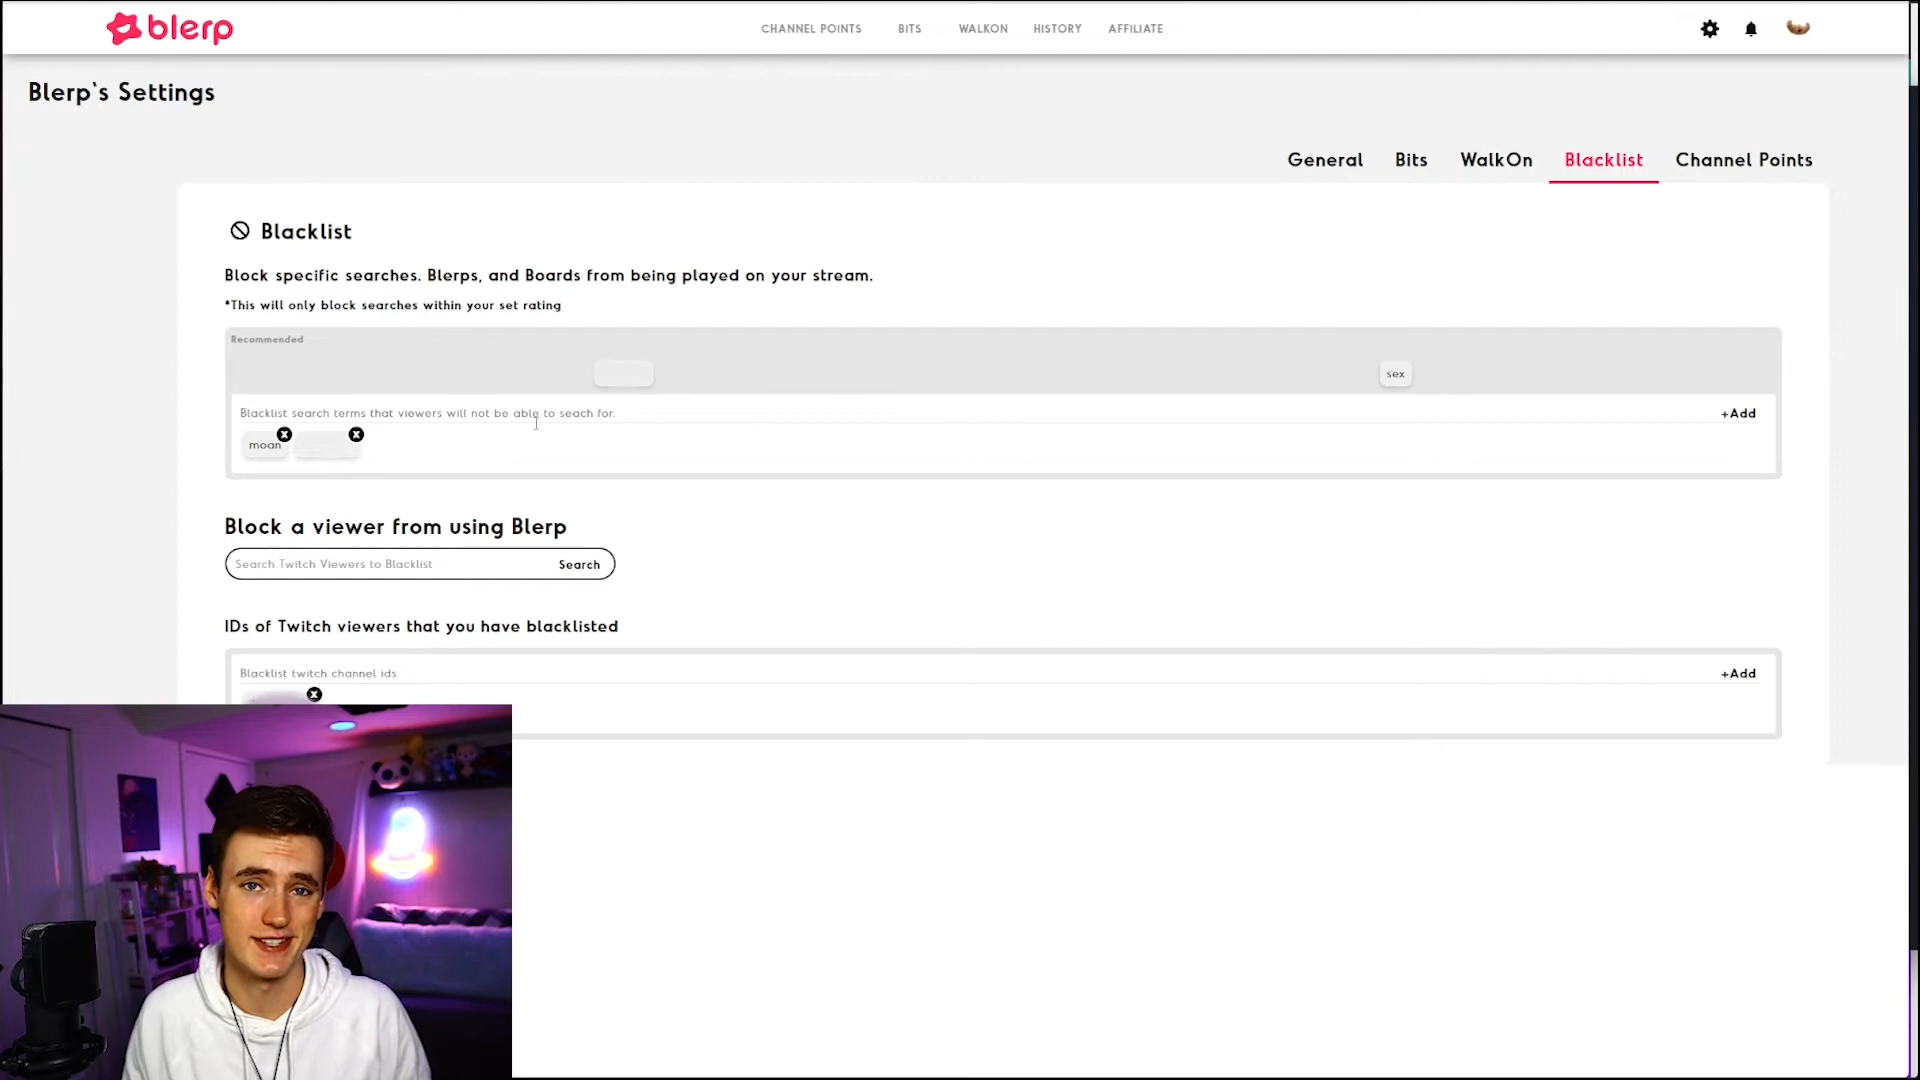 blerp
CHANNEL POINTS BITS WALKON HISTORY AFFILIATE
Blerp's Settings
General Bits WalkOn Blacklist Channel Points
Blacklist
Block specific searches. Blerps, and Boards from being played on your stream.
*This will only block searches within your set rating
Recommended
sex
Blacklist search terms that viewers will not be able to seach for.
+Add
moan
Block a viewer from using Blerp
Search Twitch Viewers to Blacklist Search
IDs of Twitch viewers that you have blacklisted
Blacklist twitch channel ids
+Add